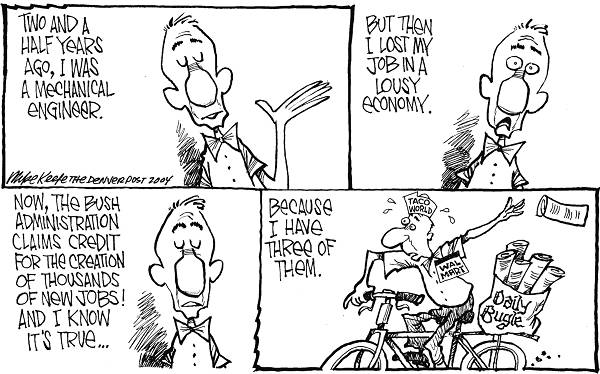 TWO AND A
HALF YEARS
AGO, I WAS
A MECHANICAL
ENGINEER.
MIKE KEEFE THE DENVER POST 2004
BUT THEN
I LOST MY
JOB IN A
LOUSY
ECONOMY.
NOW, THE BUSH
ADMINISTRATION
CLAIMS CREDIT
FOR THE CREATION
OF THOUSANDS
OF NEW JOBS!
AND I KNOW
IT'S TRUE...
BECAUSE
I HAVE
THREE OF
THEM.
TACO
WORLD
WAL
MART
Daily
Bugle